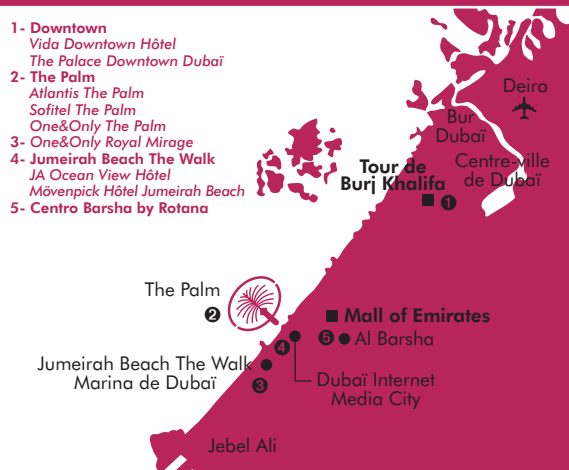 1- Downtown
Vida Downtown Hôtel
The Palace Downtown Dubaï
2- The Palm
Atlantis The Palm
Sofitel The Palm
One&Only The Palm
3- One&Only Royal Mirage
4- Jumeirah Beach The Walk
JA Ocean View Hôtel
Mövenpick Hôtel Jumeirah Beach
5- Centro Barsha by Rotana
Deira
Bur
Dubaï
Centre-ville
de Dubaï
Tour de
Burj Khalifa
1
The Palm
2
Mall of Emirates
5 Al Barsha
4
Jumeirah Beach The Walk
Marina de Dubaï
3
Dubaï Internet
Media City
Jebel Ali